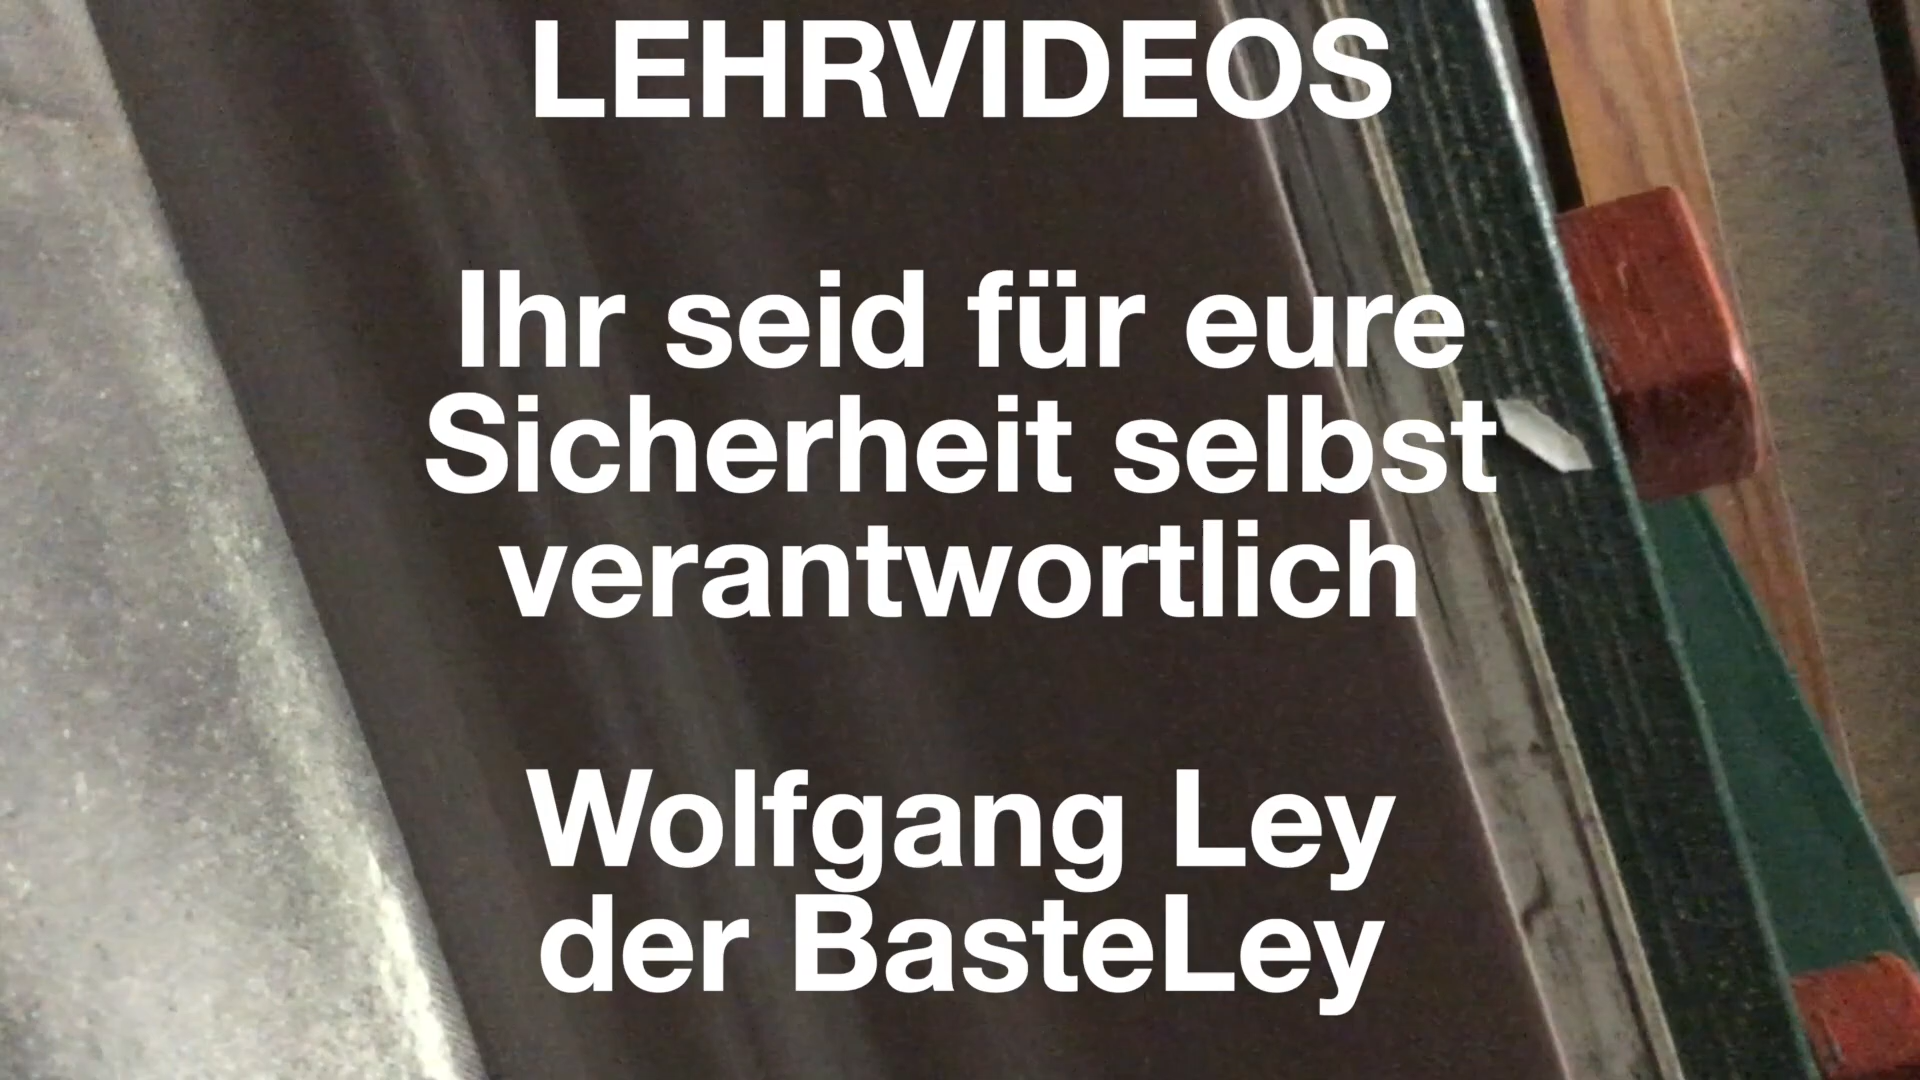 LEHRVIDEOS
Ihr seid für eure
Sicherheit selbst
verantwortlich
Wolfgang Ley
der BasteLey